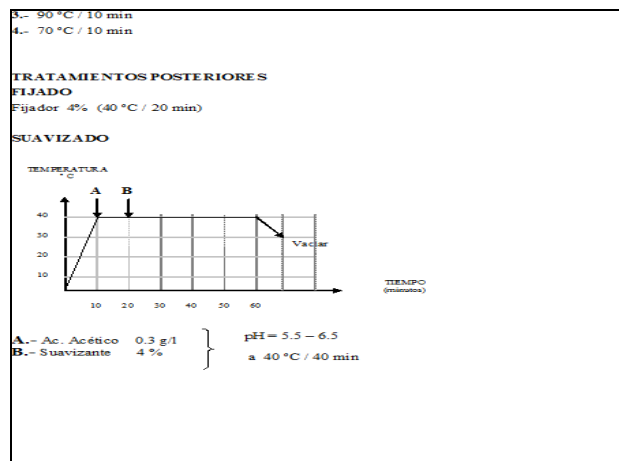 3.- 90 °C / 10 min
4.- 70 °C / 10 min
TRATAMIENTOS POSTERIORES
FIJADO
Fijador 4% (40 °C / 20 min)
SUAVIZADO
TEMPERATURA
° C
A B
40
30
20
10
Vaciar
10 20 30 40 50 60
TIEMPO
(minutos)
A.- Ac. Acético 0.3 g/l
B.- Suavizante 4 %
pH = 5.5 – 6.5
a 40 °C / 40 min